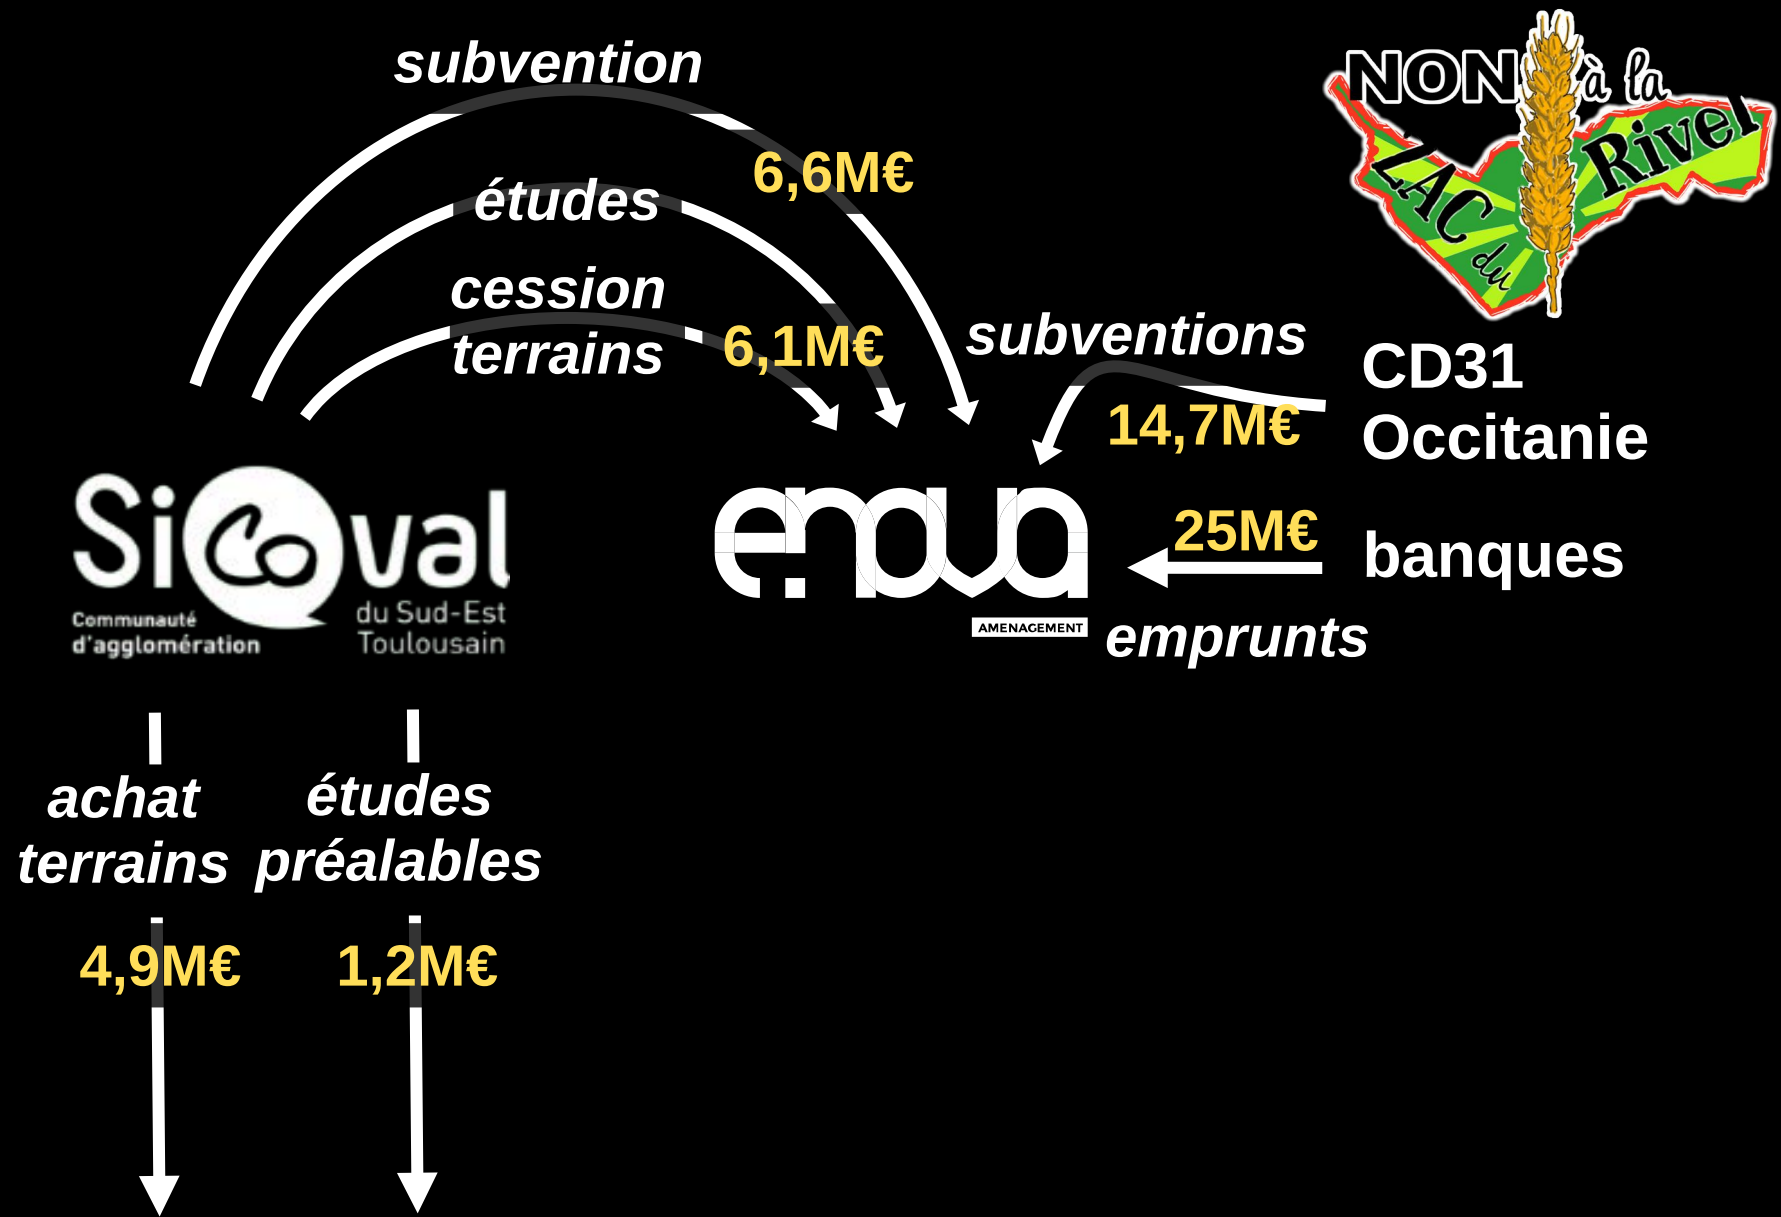 subvention
6,6M€
études
cession
terrains
6,1M€
NON à la
ZAC du Rivel
subventions
14,7M€
CD31
Occitanie
25M€
banques
emprunts
Sicoval
Communauté
d'agglomération
du Sud-Est
Toulousain
enova
AMENAGEMENT
achat
terrains
4,9M€
études
préalables
1,2M€